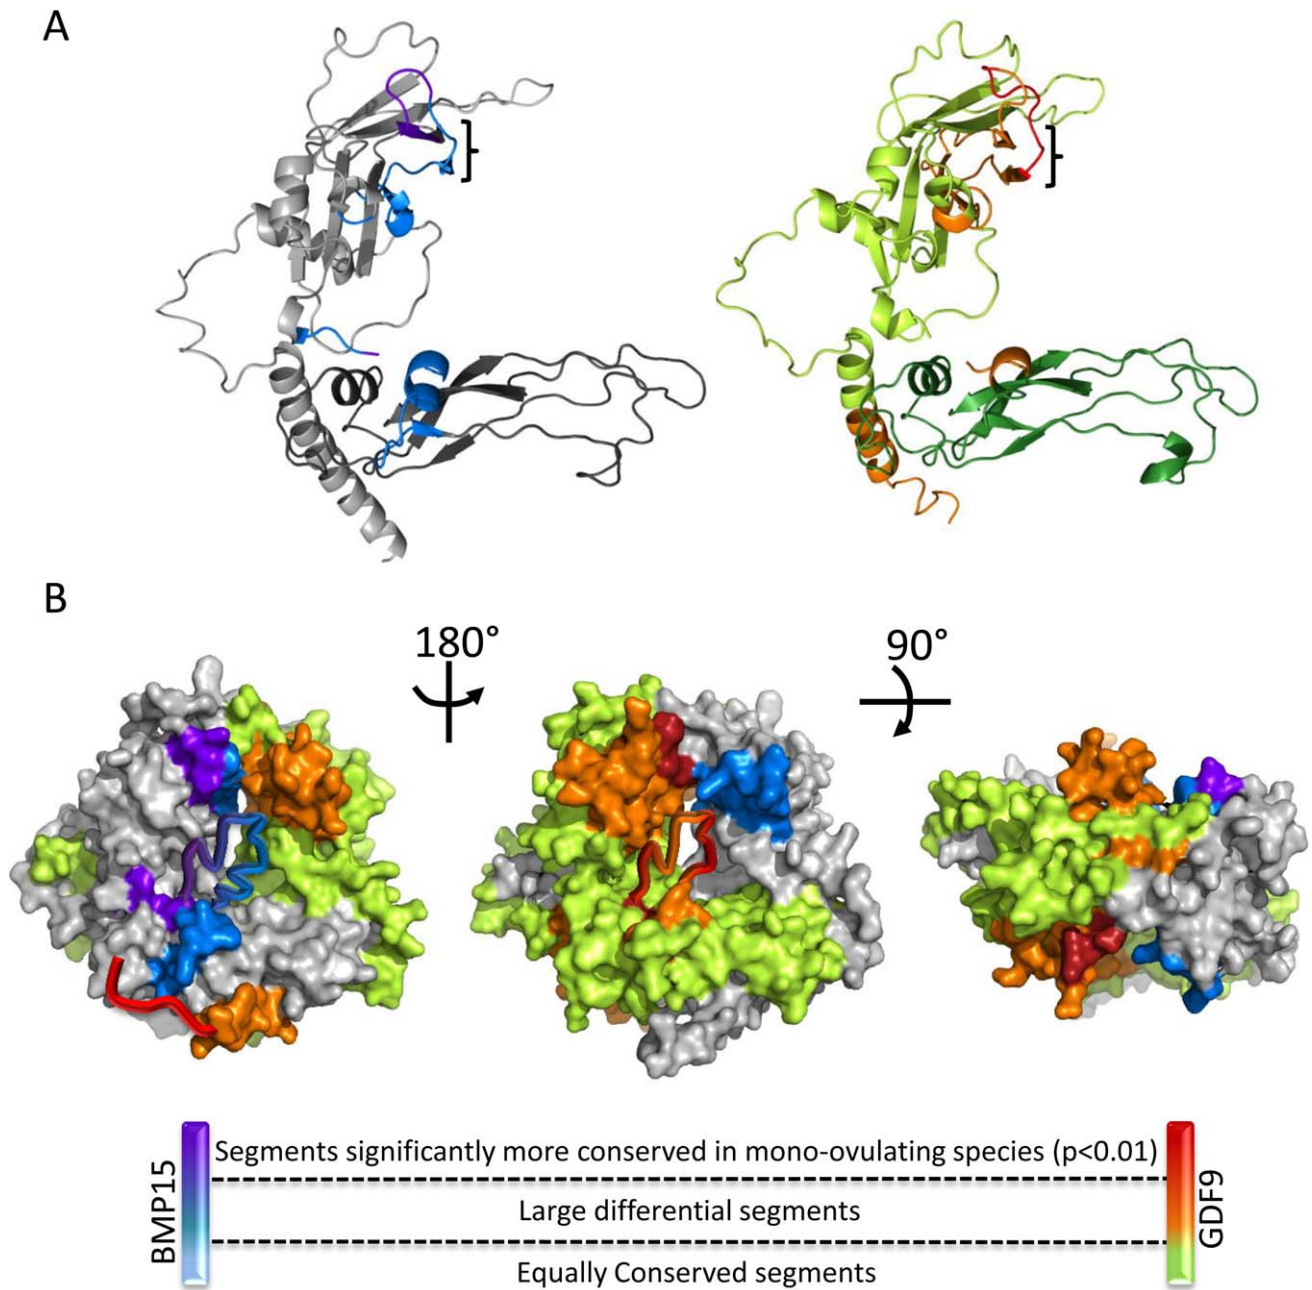 A
B
180°
90°
BMP15
Segments significantly more conserved in mono-ovulating species (p<0.01)
Large differential segments
Equally Conserved segments
GDF9